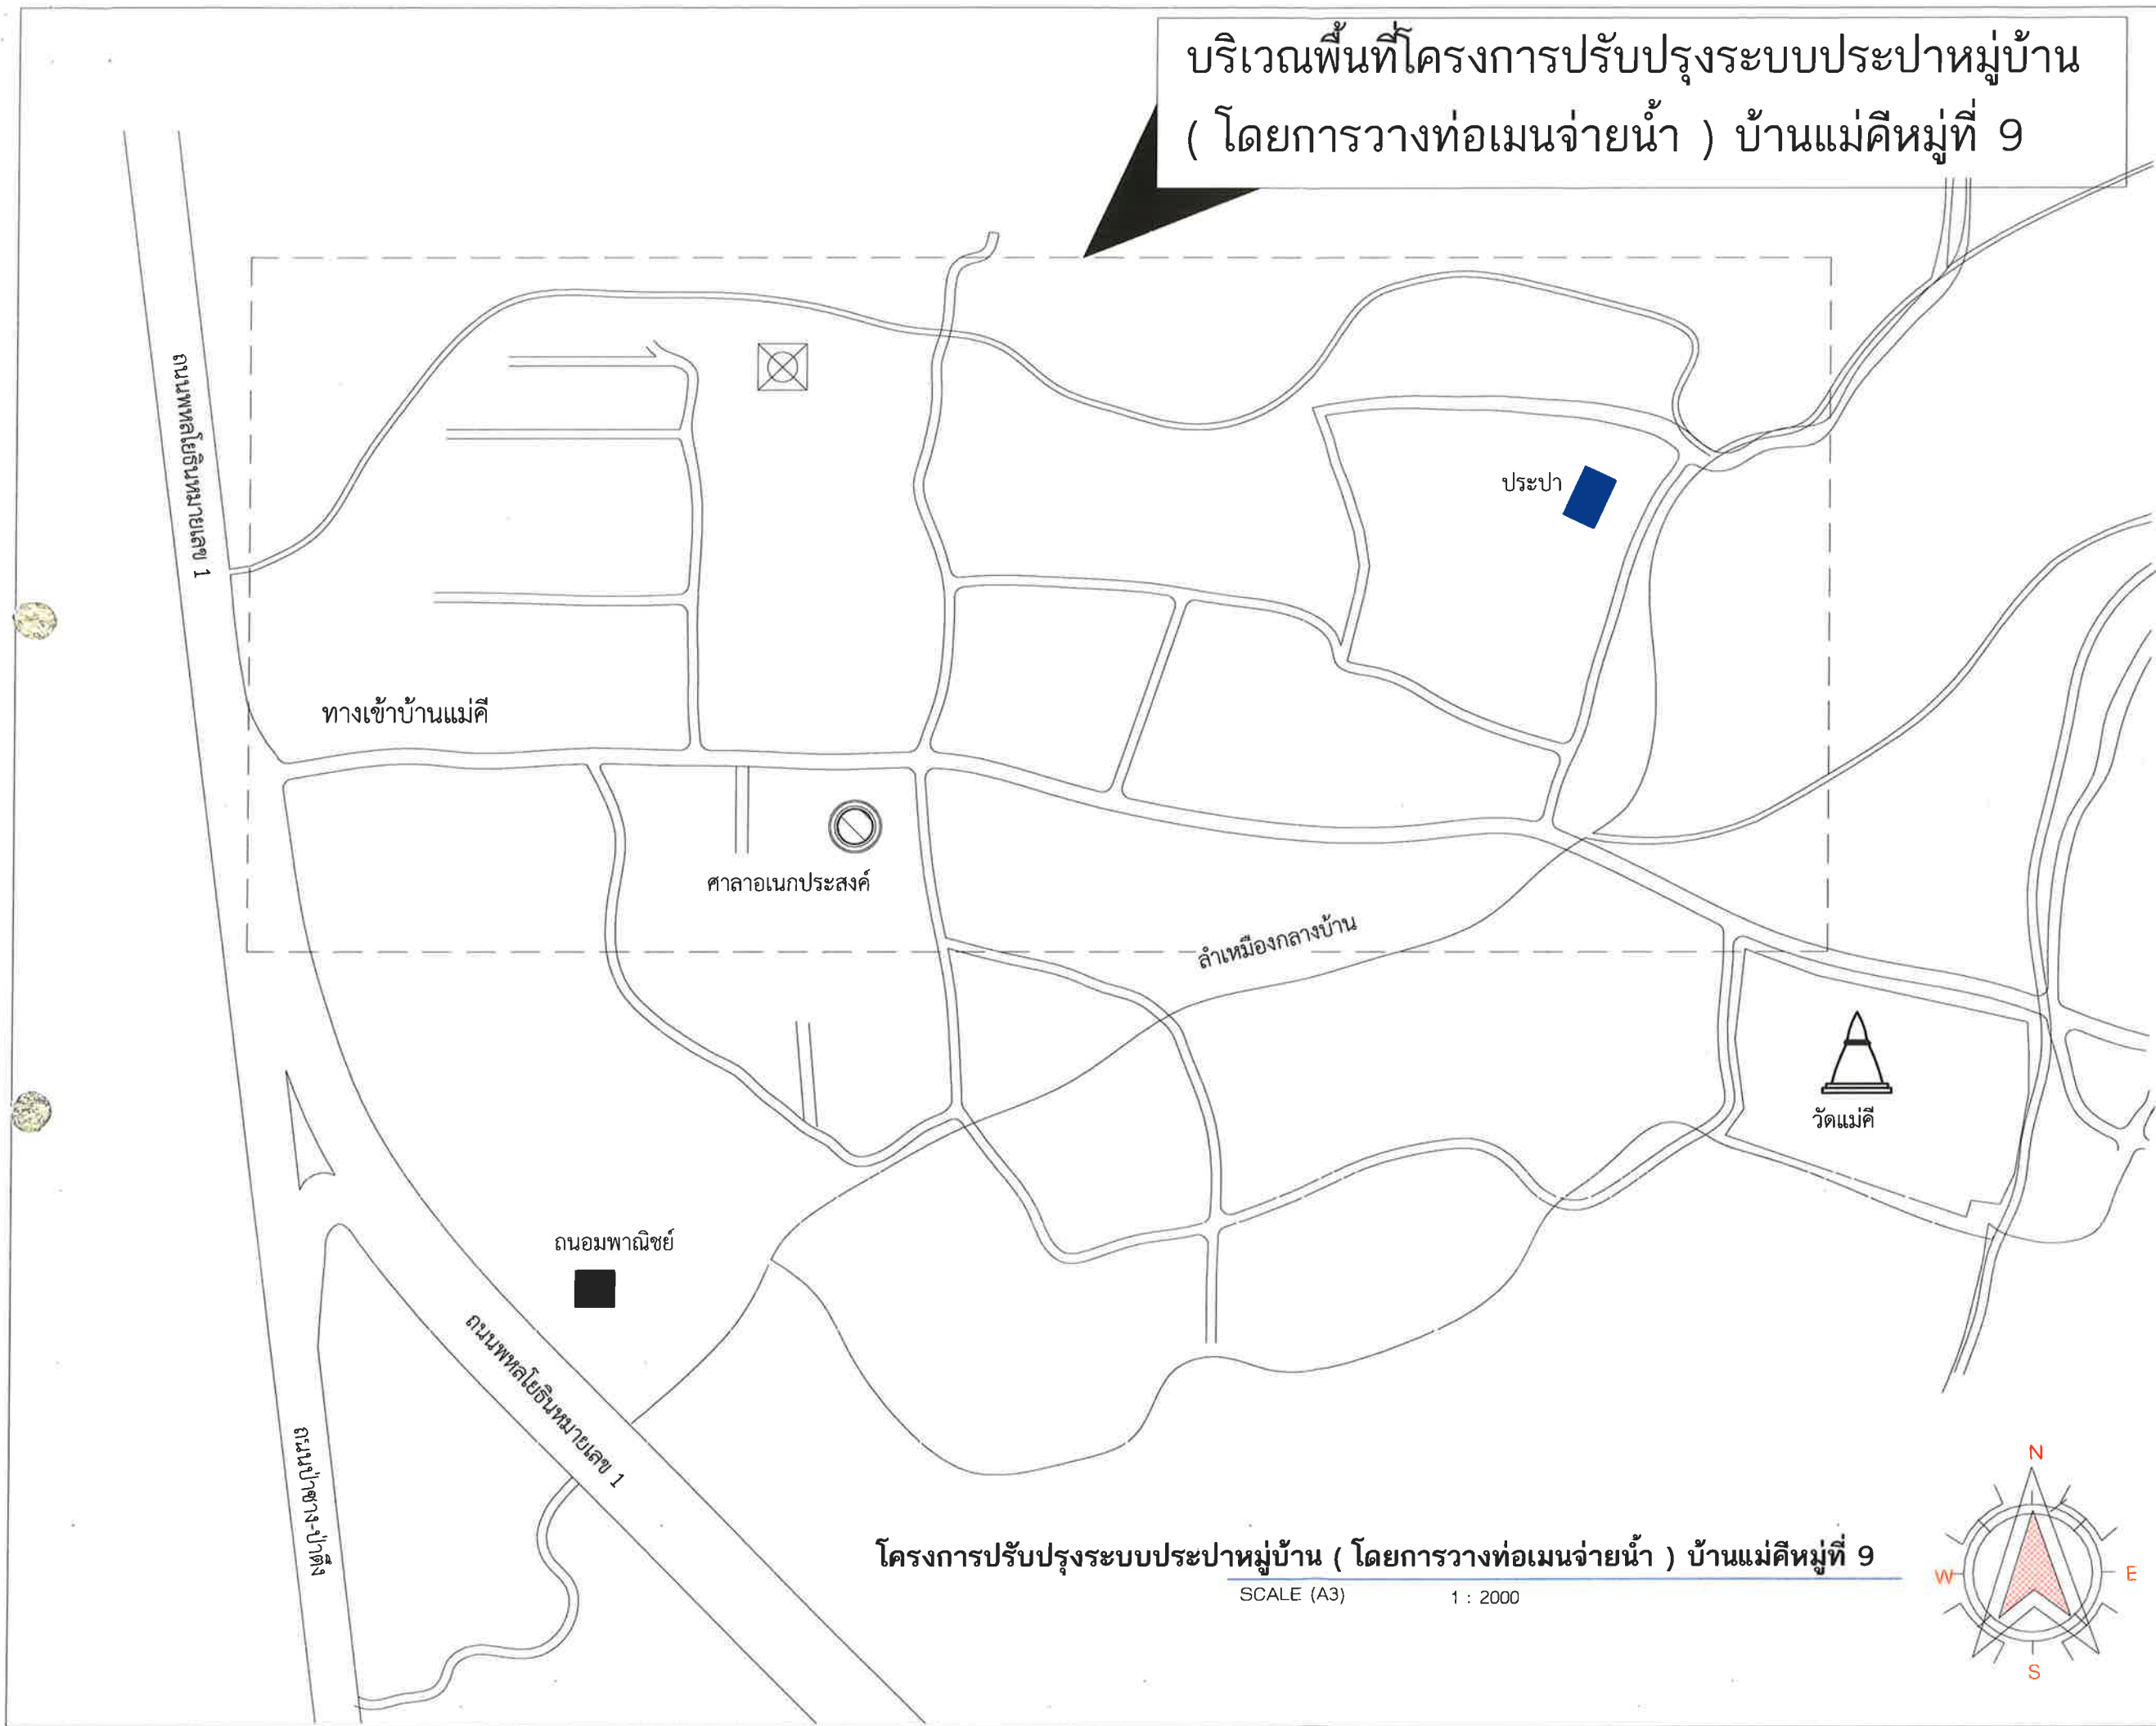 บริเวณพื้นที่โครงการปรับปรุงระบบประปาหมู่บ้าน
( โดยการวางท่อเมนจ่ายน้ำ ) บ้านแม่คีหมู่ที่ 9
ถนนพหลโยธินหมายเลข 1
ประปา
ทางเข้าบ้านแม่คี
ศาลาอเนกประสงค์
ลำเหมืองกลางบ้าน
วัดแม่คี
ถนอมพาณิชย์
ถนนพหลโยธินหมายเลข 1
ถนนป่าซาง-ป่าตึง
โครงการปรับปรุงระบบประปาหมู่บ้าน ( โดยการวางท่อเมนจ่ายน้ำ ) บ้านแม่คีหมู่ที่ 9
SCALE (A3) 1 : 2000
N
W
E
S